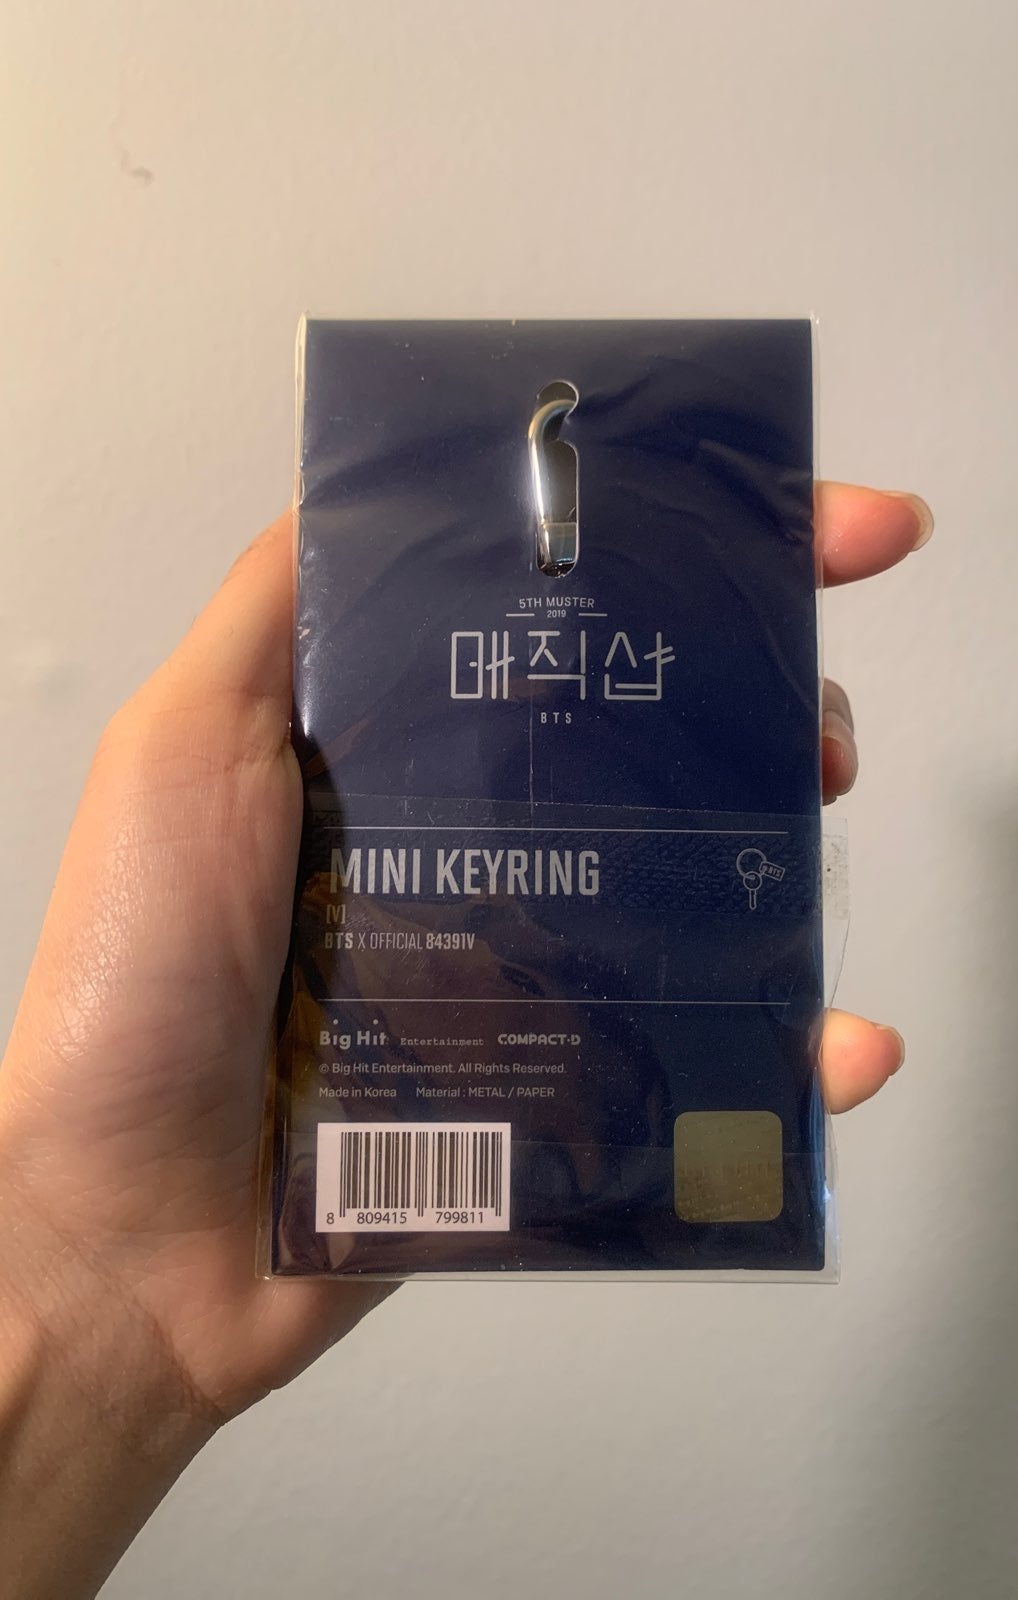 5TH MUSTER
2019
매직샵
BTS
MINI KEYRING
BTS
[V]
BTS X OFFICIAL 84391V
Big Hit Entertainment COMPACT·D
© Big Hit Entertainment. All Rights Reserved.
Made in Korea Material : METAL / PAPER
8 809415 799811